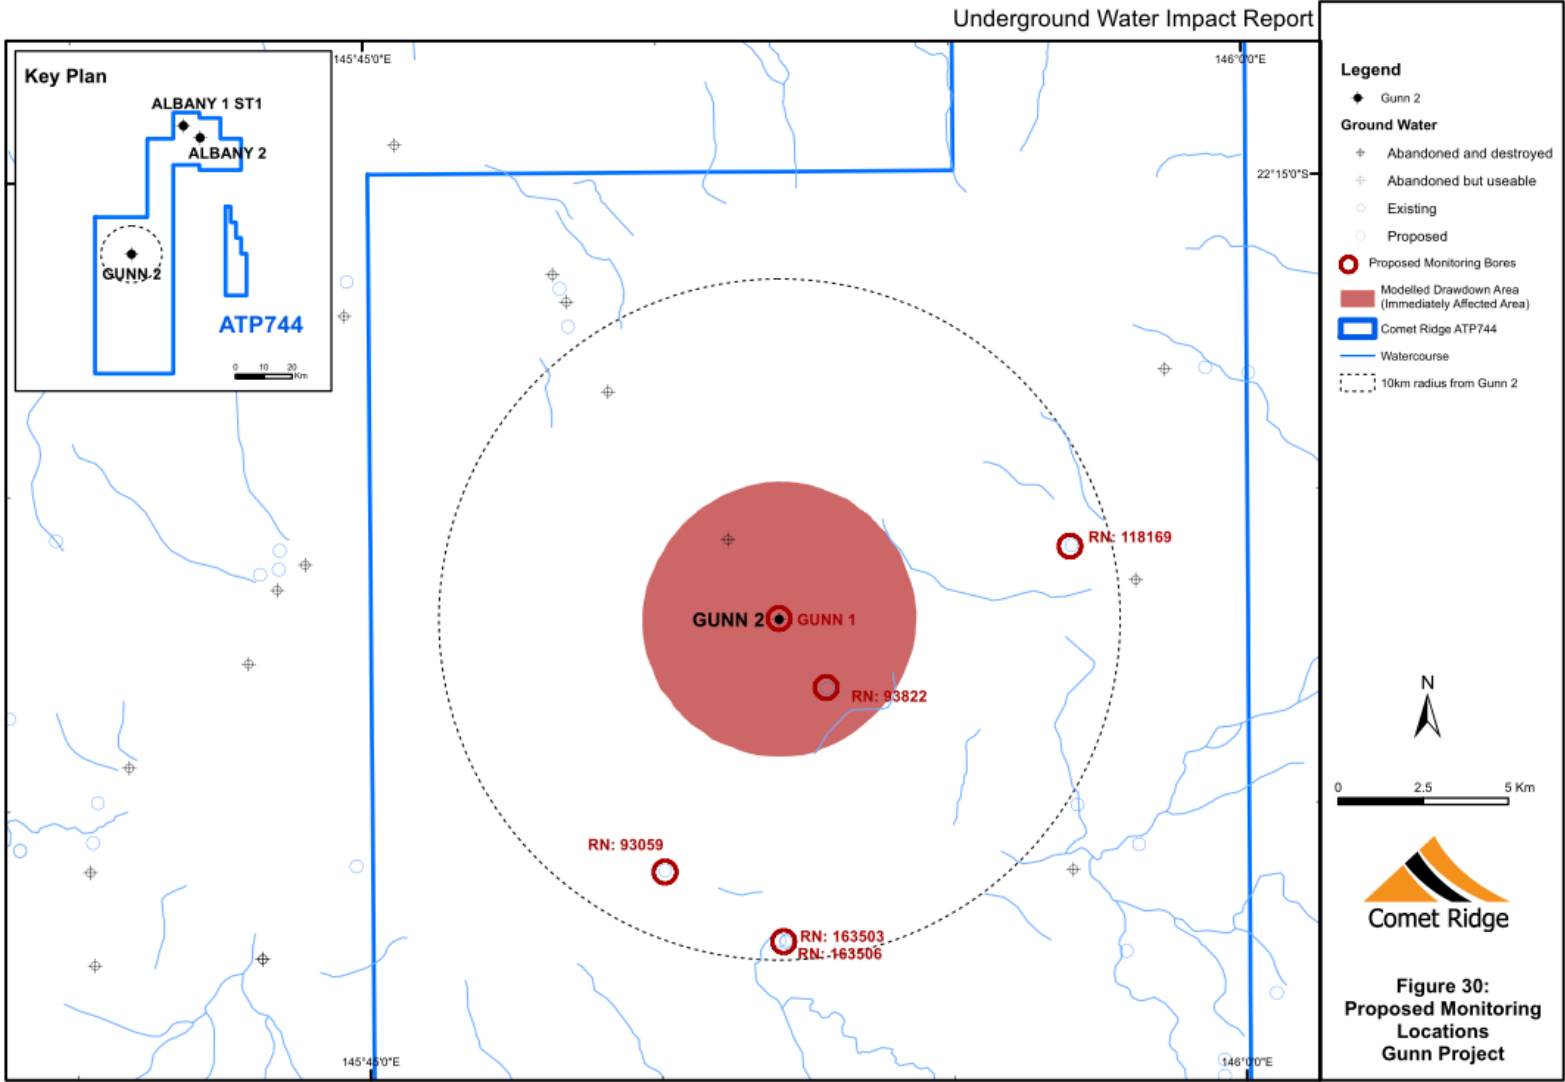 Underground Water Impact Report
Key Plan
ALBANY 1 ST1
ALBANY 2
GUNN 2
ATP744
0 10 20
Km
145°45'0"E
146°0'0"E
22°15'0"S
RN: 118169
GUNN 2
GUNN 1
RN: 93822
RN: 93059
RN: 163503
RN: 163506
145°45'0"E
146°0'0"E
Legend
Gunn 2
Ground Water
Abandoned and destroyed
Abandoned but useable
Existing
Proposed
Proposed Monitoring Bores
Modelled Drawdown Area
(Immediately Affected Area)
Comet Ridge ATP744
Watercourse
10km radius from Gunn 2
N
0 2.5 5 Km
Comet Ridge
Figure 30:
Proposed Monitoring
Locations
Gunn Project